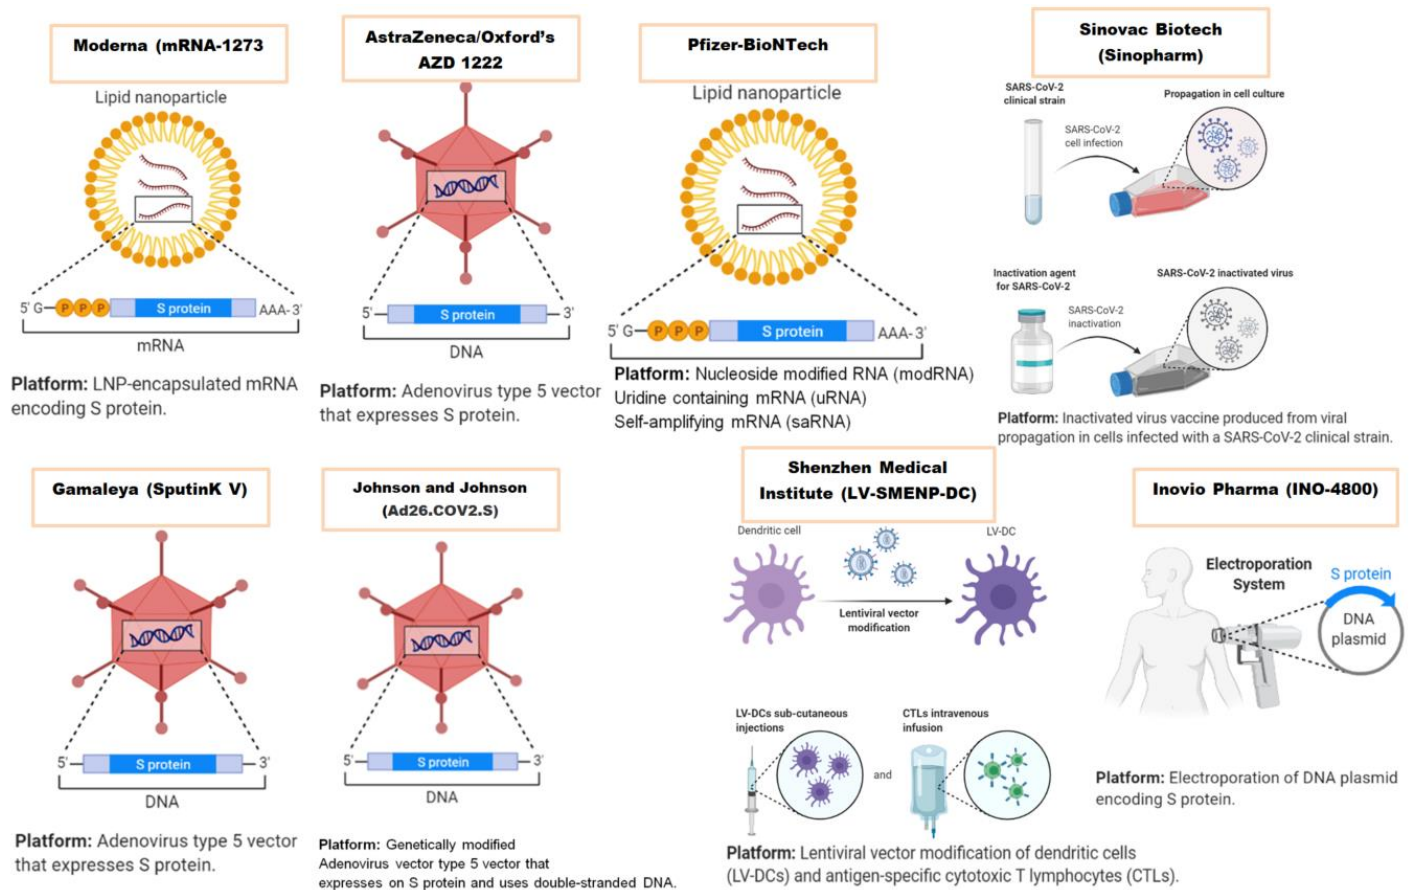 Moderna (mRNA-1273
Lipid nanoparticle
5' G P P P S protein AAA-3'
mRNA
Platform: LNP-encapsulated mRNA
encoding S protein.
AstraZeneca/Oxford's
AZD 1222
5' S protein 3'
DNA
Platform: Adenovirus type 5 vector
that expresses S protein.
Pfizer-BioNTech
Lipid nanoparticle
5' G P P P S protein AAA-3'
Platform: Nucleoside modified RNA (modRNA)
Uridine containing mRNA (uRNA)
Self-amplifying mRNA (saRNA)
Sinovac Biotech
(Sinopharm)
SARS-CoV-2
clinical strain
SARS-CoV-2
cell infection
Propagation in cell culture
Inactivation agent
for SARS-CoV-2
SARS-CoV-2
inactivation
SARS-CoV-2 inactivated virus
Platform: Inactivated virus vaccine produced from viral
propagation in cells infected with a SARS-CoV-2 clinical strain.
Gamaleya (SputinK V)
5' S protein 3'
DNA
Platform: Adenovirus type 5 vector
that expresses S protein.
Johnson and Johnson
(Ad26.COV2.S)
5' S protein 3'
DNA
Platform: Genetically modified
Adenovirus vector type 5 vector that
expresses on S protein and uses double-stranded DNA.
Shenzhen Medical
Institute (LV-SMENP-DC)
Dendritic cell
LV-DC
Lentiviral vector
modification
LV-DCs sub-cutaneous
injections
and
CTLs intravenous
infusion
Platform: Lentiviral vector modification of dendritic cells
(LV-DCs) and antigen-specific cytotoxic T lymphocytes (CTLs).
Inovio Pharma (INO-4800)
Electroporation
System
S protein
DNA
plasmid
Platform: Electroporation of DNA plasmid
encoding S protein.